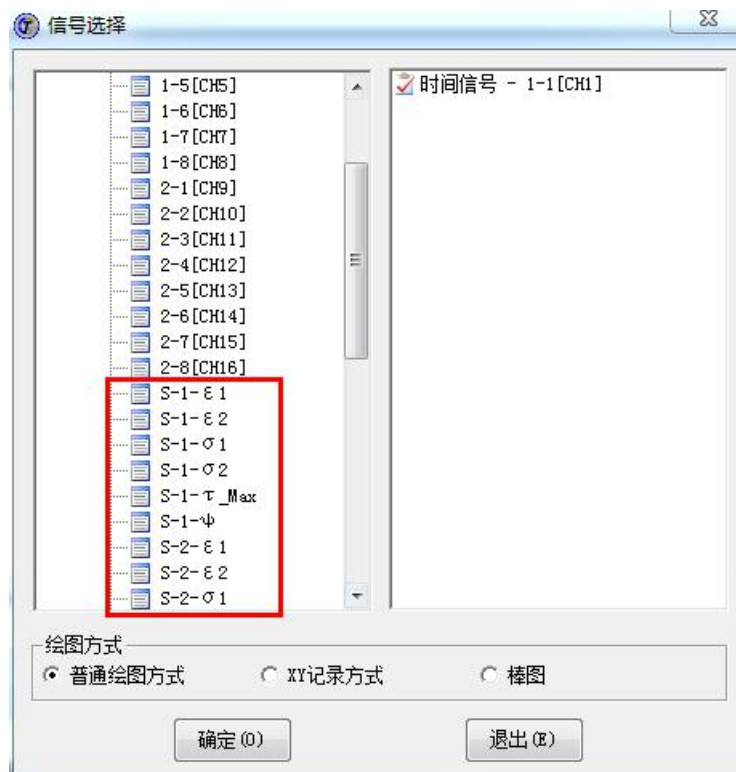 信号选择
1-5[CH5]
1-6[CH6]
1-7[CH7]
1-8[CH8]
2-1[CH9]
2-2[CH10]
2-3[CH11]
2-4[CH12]
2-5[CH13]
2-6[CH14]
2-7[CH15]
2-8[CH16]
S-1-ε1
S-1-ε2
S-1-σ1
S-1-σ2
S-1-τ_Max
S-1-ψ
S-2-ε1
S-2-ε2
S-2-σ1
时间信号 - 1-1[CH1]
绘图方式
普通绘图方式 XY记录方式 棒图
确定(O) 退出(E)